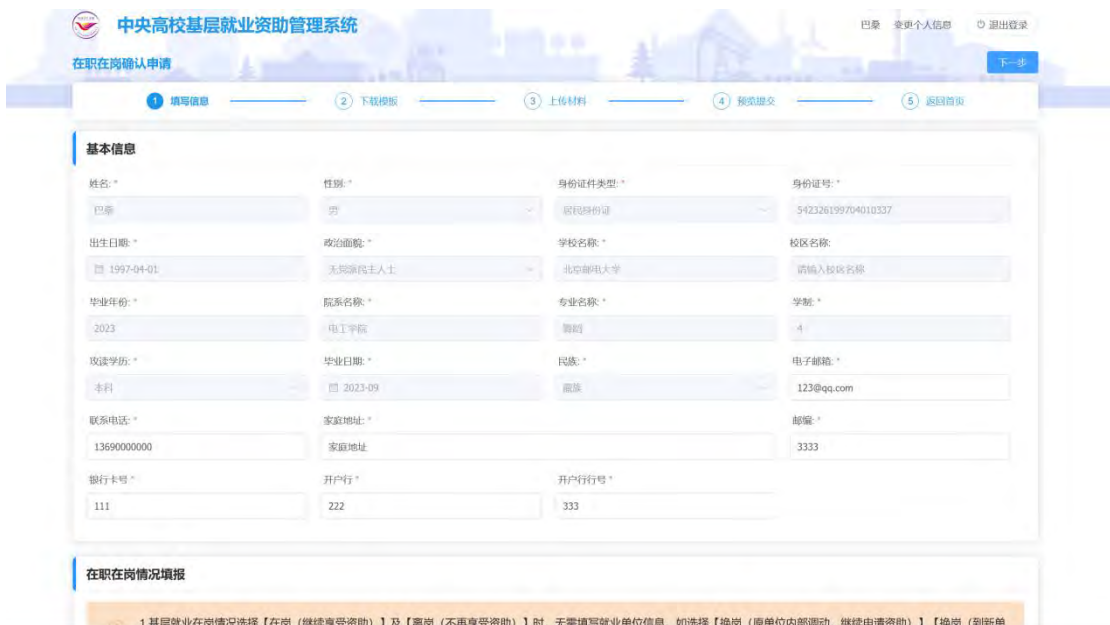 中央高校基层就业资助管理系统
巴桑 变更个人信息 退出登录
在职在岗确认申请
下一步
1 填写信息 2 下载模板 3 上传材料 4 预览提交 5 返回首页
基本信息
姓名: * 性别: * 身份证件类型: * 身份证号: *
巴桑 男 居民身份证 542326199704010337
出生日期: * 政治面貌: * 学校名称: * 校区名称:
1997-04-01 无党派民主人士 北京邮电大学 请输入校区名称
毕业年份: * 院系名称: * 专业名称: * 学制: *
2023 电工学院 舞蹈 4
攻读学历: * 毕业日期: * 民族: * 电子邮箱: *
本科 2023-09 藏族 123@qq.com
联系电话: * 家庭地址: * 邮编: *
13690000000 家庭地址 3333
银行卡号 * 开户行 * 开户行行号 *
111 222 333
在职在岗情况填报
1.基层就业在岗情况选择【在岗（继续享受资助）】及【离岗（不再享受资助）】时，无需填写就业单位信息，如选择【换岗（原单位内部调动，继续申请资助）】【换岗（到新单